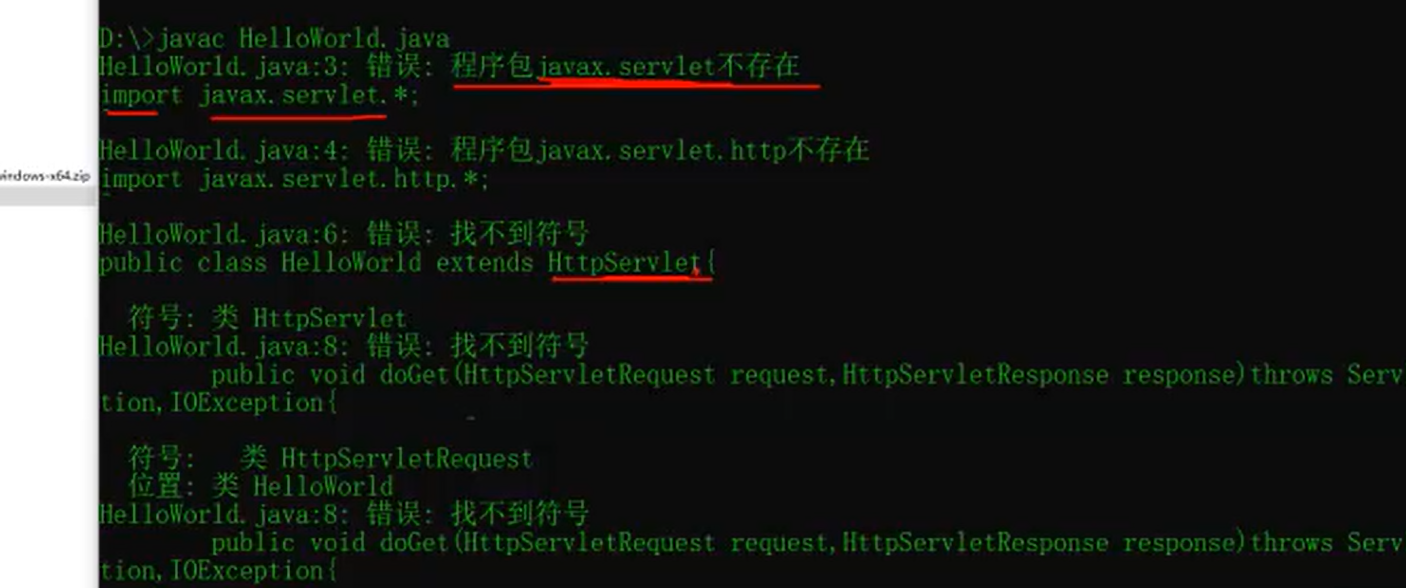 D:\>javac HelloWorld.java
HelloWorld.java:3: 错误: 程序包javax.servlet不存在
import javax.servlet.*;
HelloWorld.java:4: 错误: 程序包javax.servlet.http不存在
windows-x64.zip
import javax.servlet.http.*;
HelloWorld.java:6: 错误: 找不到符号
public class HelloWorld extends HttpServlet{
符号: 类 HttpServlet
HelloWorld.java:8: 错误: 找不到符号
public void doGet(HttpServletRequest request,HttpServletResponse response)throws Serv
tion,IOException{
符号: 类 HttpServletRequest
位置: 类 HelloWorld
HelloWorld.java:8: 错误: 找不到符号
public void doGet(HttpServletRequest request,HttpServletResponse response)throws Serv
tion,IOException{